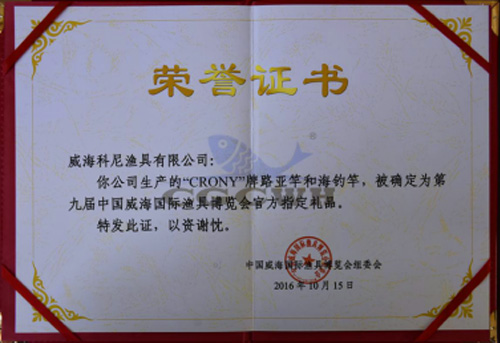 荣誉证书
威海科尼渔具有限公司:
你公司生产的“CRONY”牌路亚竿和海钓竿，被确定为第
九届中国威海国际渔具博览会官方指定礼品。
特发此证，以资谢忱。
中国威海国际渔具博览会组委会
2016年10月15日